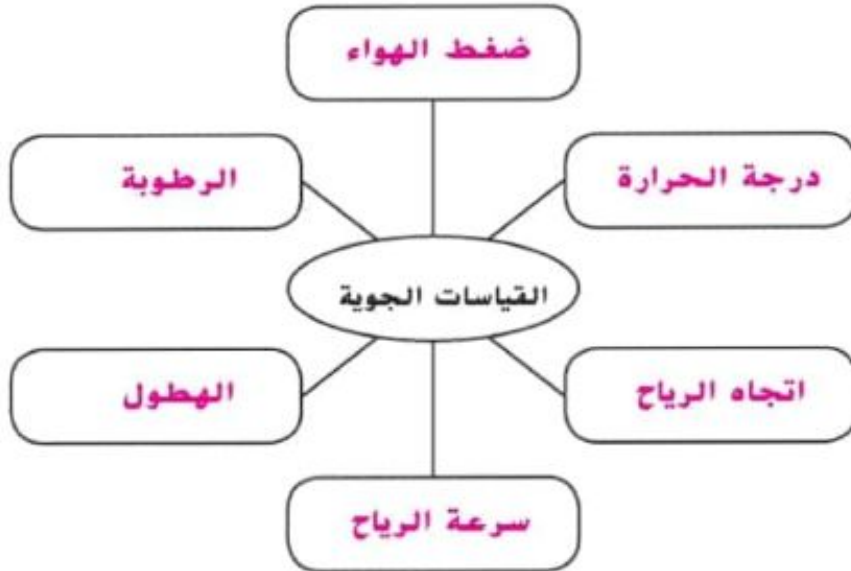 ضغط الهواء
درجة الحرارة
الرطوبة
القياسات الجوية
اتجاه الرياح
الهطول
سرعة الرياح